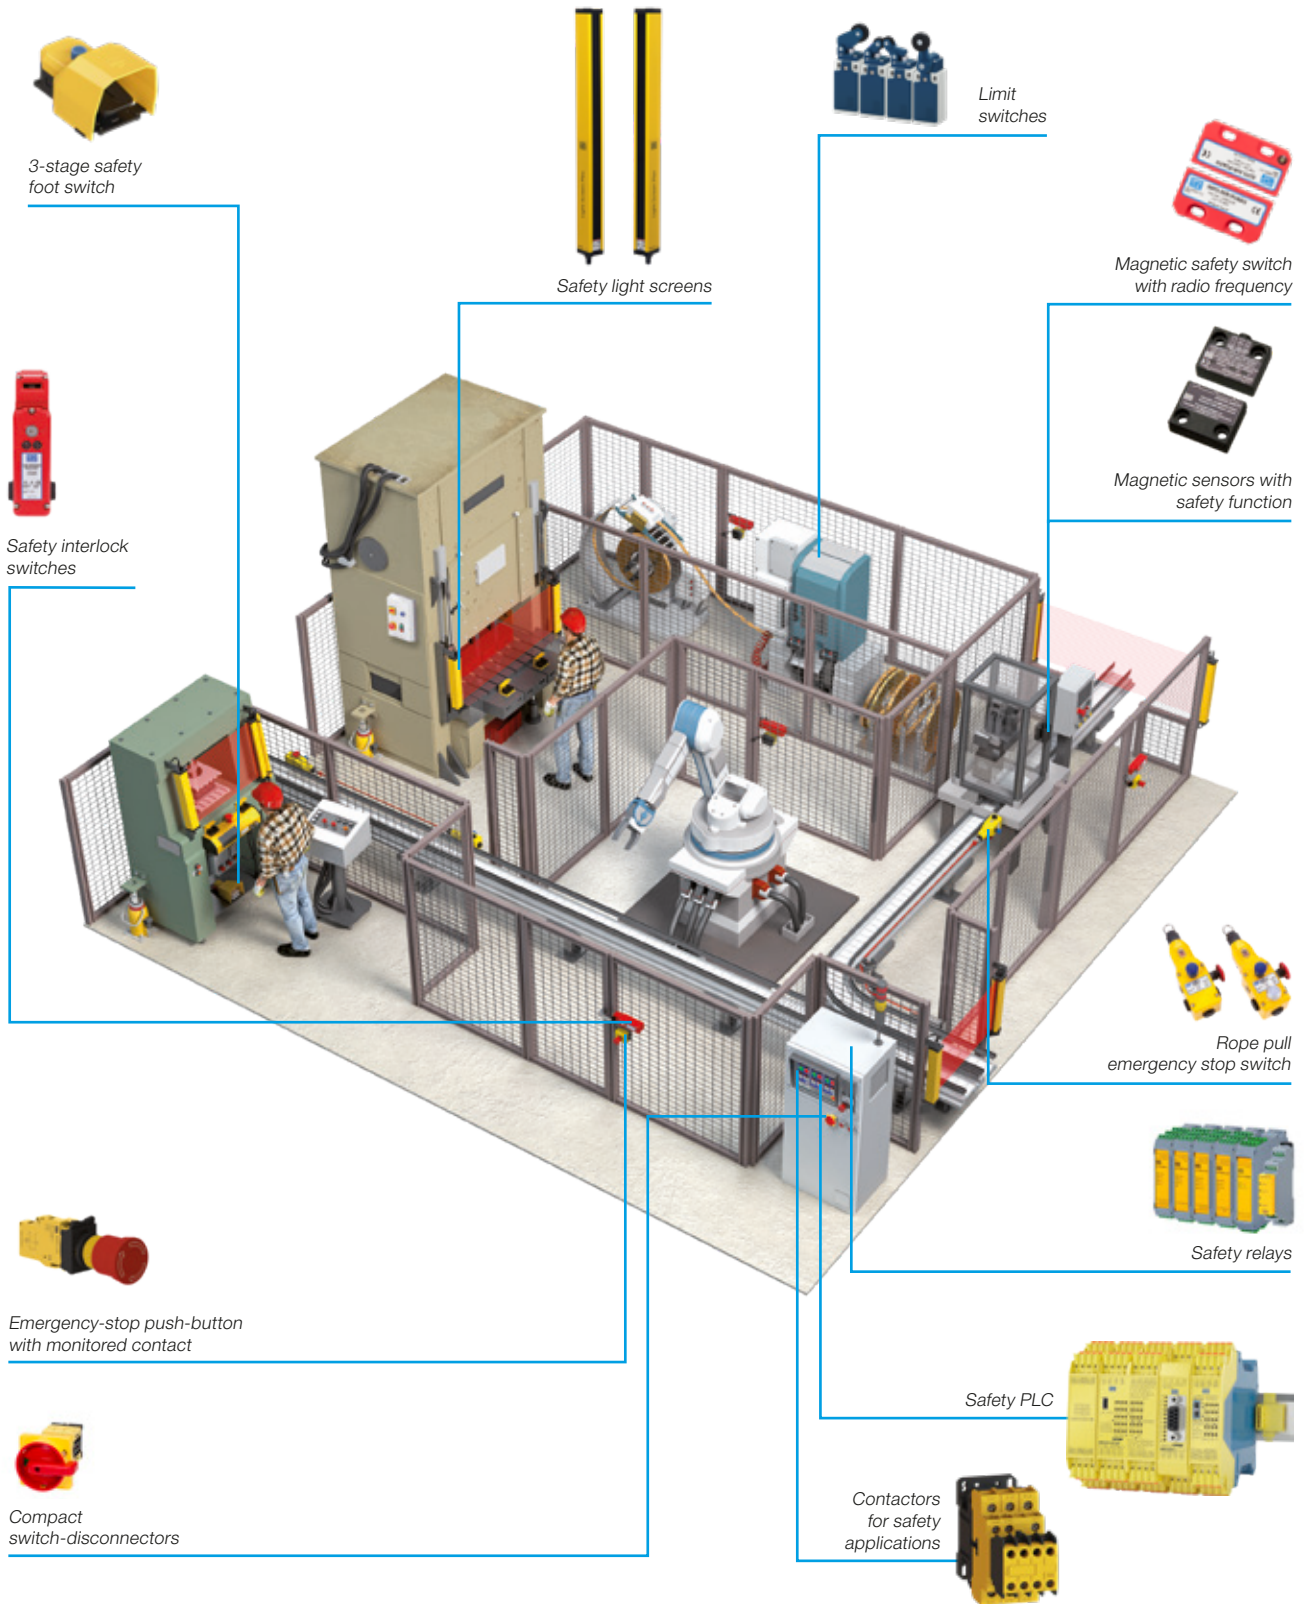 Limit
switches
3-stage safety
foot switch
Magnetic safety switch
with radio frequency
Safety light screens
Magnetic sensors with
safety function
Safety interlock
switches
Rope pull
emergency stop switch
Safety relays
Emergency-stop push-button
with monitored contact
Safety PLC
Contactors
for safety
applications
Compact
switch-disconnectors